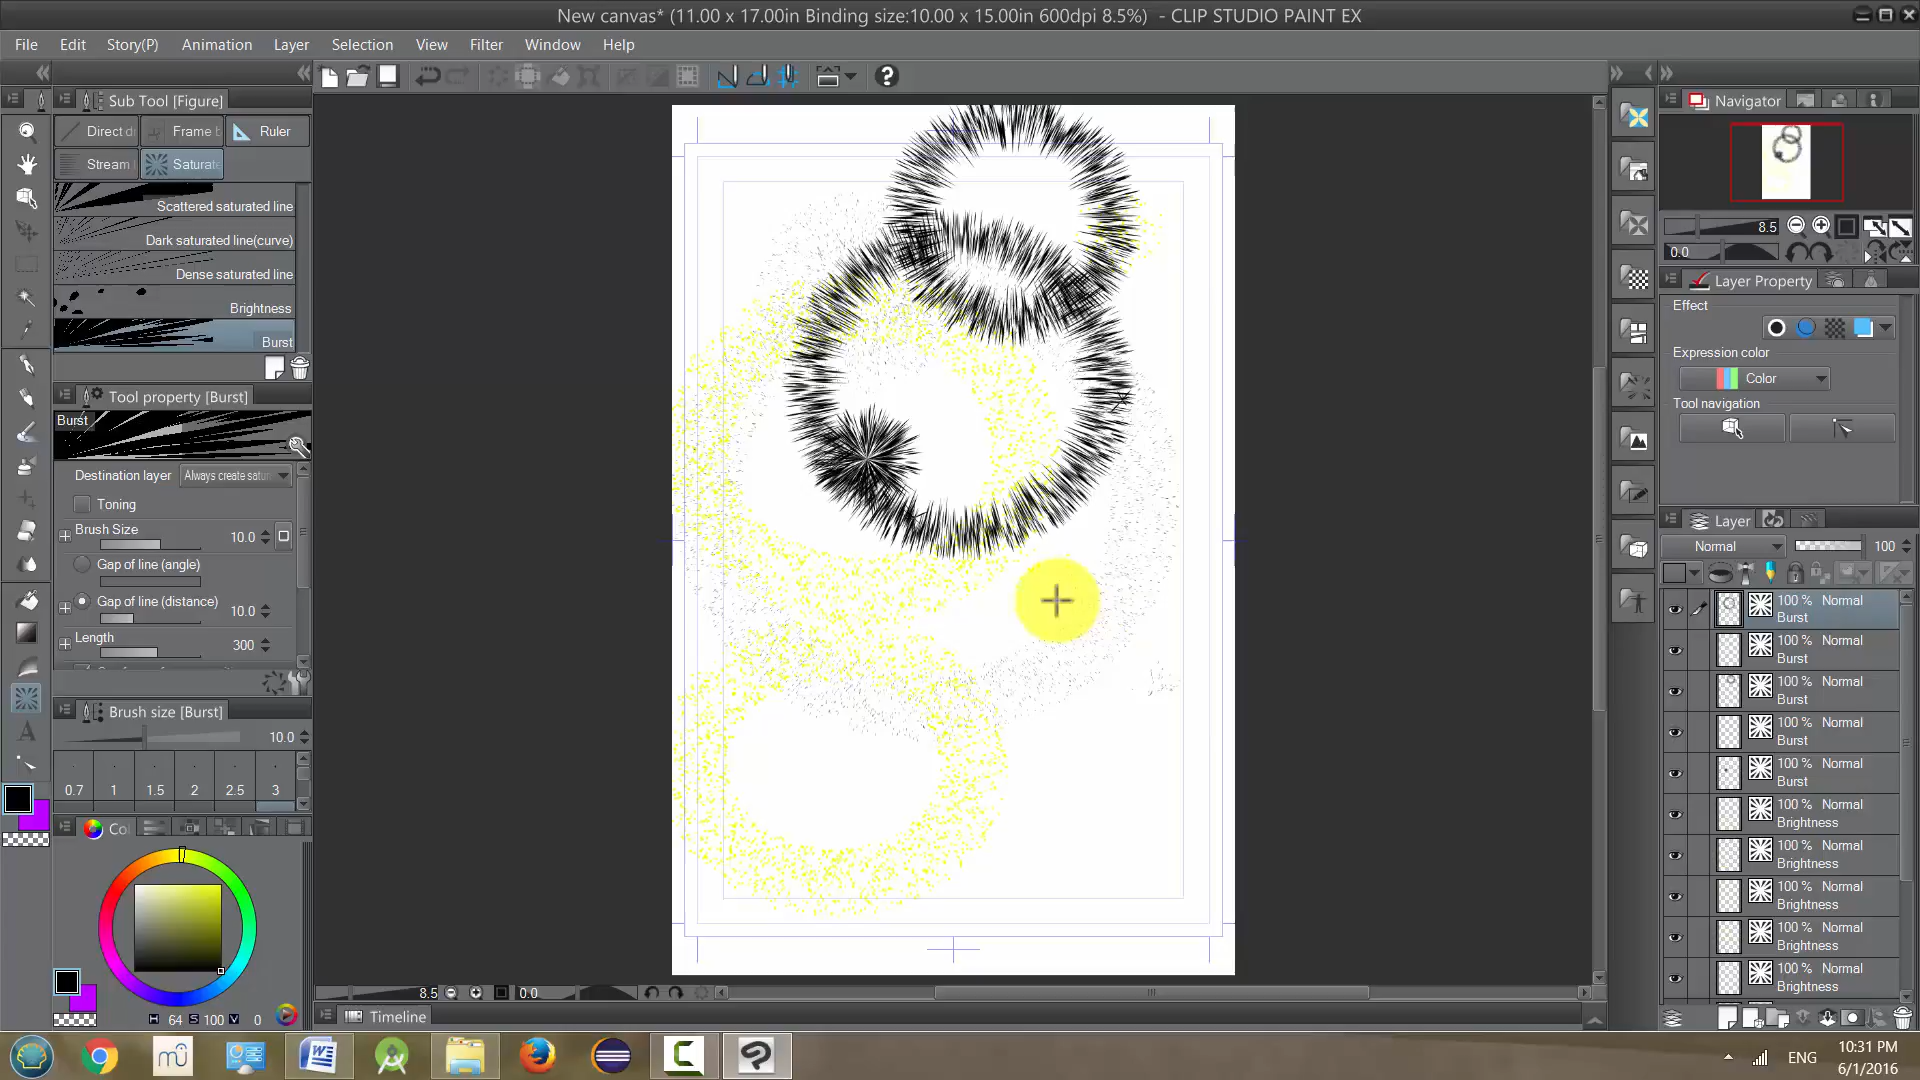 New canvas* (11.00 x 17.00in Binding size:10.00 x 15.00in 600dpi 8.5%) - CLIP STUDIO PAINT EX
File Edit Story(P) Animation Layer Selection View Filter Window Help
Sub Tool [Figure]
Direct d Frame Ruler
Stream Saturate
Scattered saturated line
Dark saturated line(curve)
Dense saturated line
Brightness
Burst
Tool property [Burst]
Burst
Destination layer Always create satur
Toning
Brush Size 10.0
Gap of line (angle)
Gap of line (distance) 10.0
Length 300
Brush size [Burst]
10.0
0.7 1 1.5 2 2.5 3
Co
H 64 S 100 V 0
8.5 0.0
Timeline
Navigator
8.5
0.0
Layer Property
Effect
Expression color
Color
Tool navigation
Layer
Normal 100
100 % Normal
Burst
100 % Normal
Burst
100 % Normal
Burst
100 % Normal
Burst
100 % Normal
Burst
100 % Normal
Brightness
100 % Normal
Brightness
100 % Normal
Brightness
100 % Normal
Brightness
100 % Normal
Brightness
ENG
10:31 PM
6/1/2016